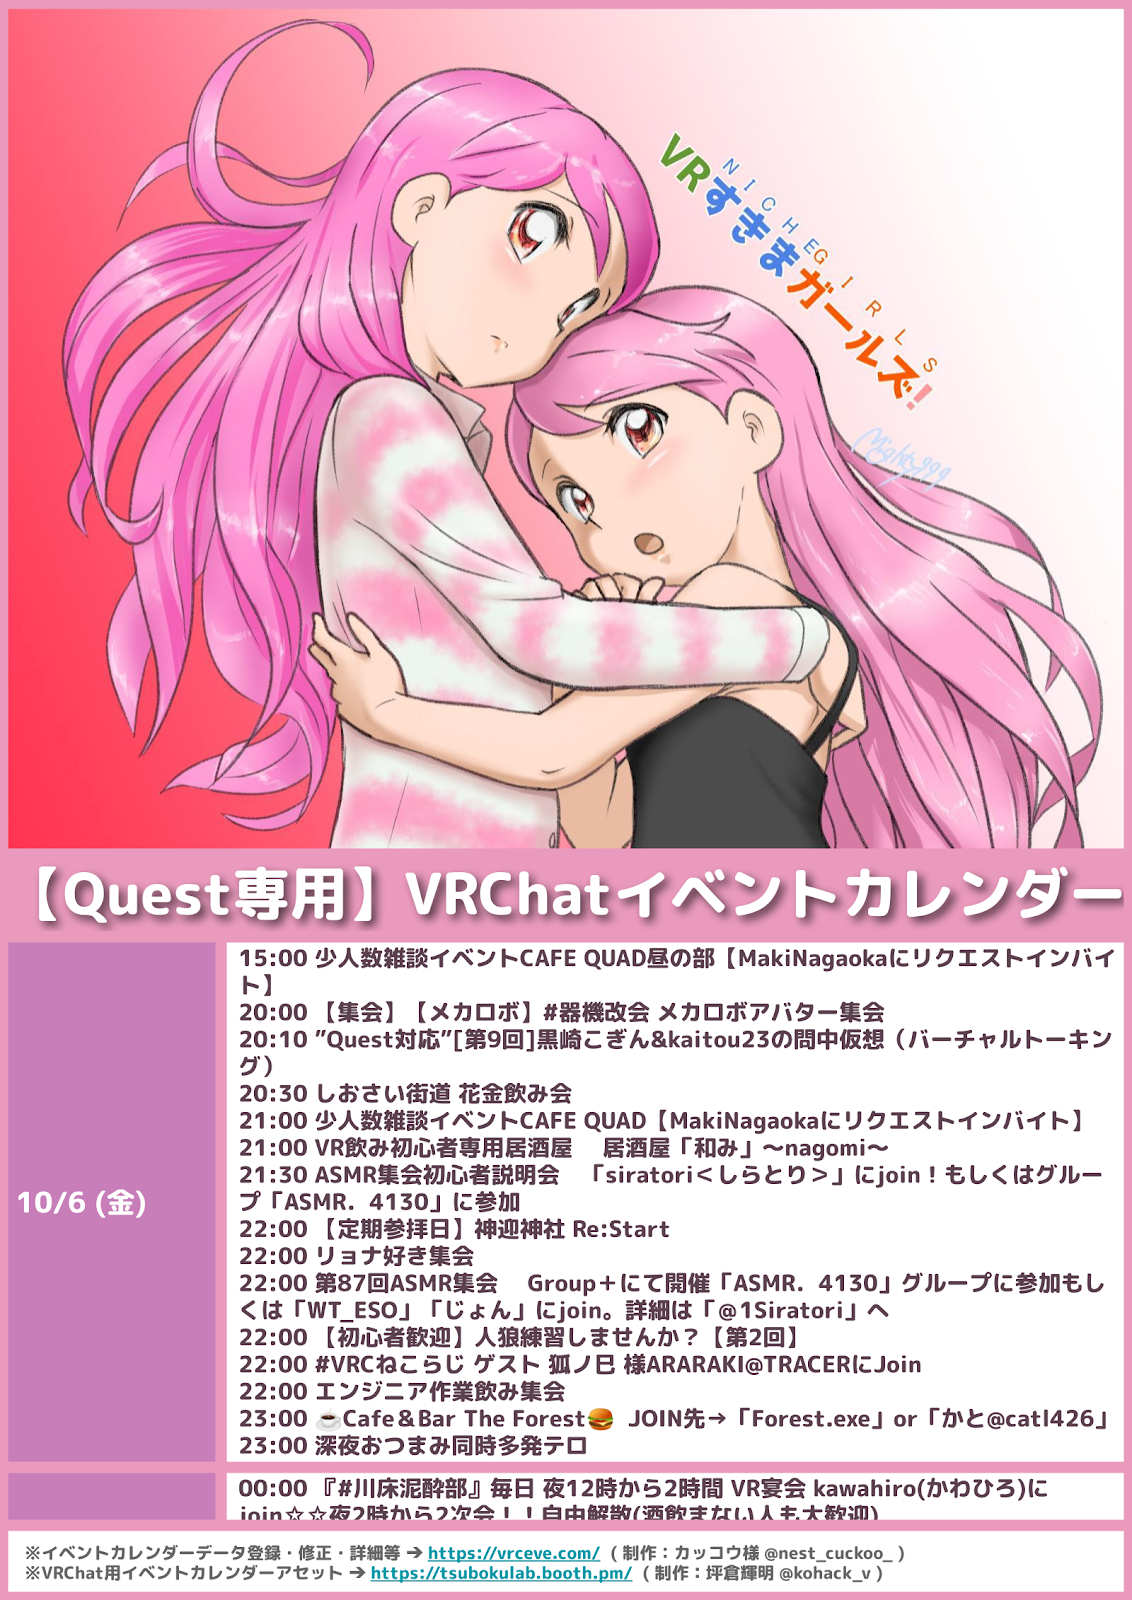 NICHEGIRLS
VRすきまガールズ!
Mighty999
【Quest専用】VRChatイベントカレンダー
10/6 (金)
15:00 少人数雑談イベントCAFE QUAD昼の部【MakiNagaokaにリクエストインバイ
ト】
20:00 【集会】【メカロボ】#器機改会 メカロボアバター集会
20:10 ”Quest対応”[第9回]黒崎こぎん&kaitou23の問中仮想（バーチャルトーキン
グ）
20:30 しおさい街道 花金飲み会
21:00 少人数雑談イベントCAFE QUAD【MakiNagaokaにリクエストインバイト】
21:00 VR飲み初心者専用居酒屋　居酒屋「和み」～nagomi～
21:30 ASMR集会初心者説明会　「siratori＜しらとり＞」にjoin！もしくはグルー
プ「ASMR．4130」に参加
22:00 【定期参拝日】神迎神社 Re:Start
22:00 リョナ好き集会
22:00 第87回ASMR集会　Group＋にて開催「ASMR．4130」グループに参加もし
くは「WT_ESO」「じょん」にjoin。詳細は「@1Siratori」へ
22:00 【初心者歓迎】人狼練習しませんか？【第2回】
22:00 #VRCねこらじ ゲスト 狐ノ巳 様ARARAKI@TRACERにJoin
22:00 エンジニア作業飲み集会
23:00 ☕Cafe＆Bar The Forest🍔 JOIN先→「Forest.exe」or「かと@catl426」
23:00 深夜おつまみ同時多発テロ
00:00 『#川床泥酔部』毎日 夜12時から2時間 VR宴会 kawahiro(かわひろ)に
join☆☆夜2時から2次会！！自由解散(酒飲まない人も大歓迎)
※イベントカレンダーデータ登録・修正・詳細等 ➔ https://vrceve.com/ ( 制作：カッコウ様 @nest_cuckoo_ )
※VRChat用イベントカレンダーアセット ➔ https://tsubokulab.booth.pm/ ( 制作：坪倉輝明 @kohack_v )